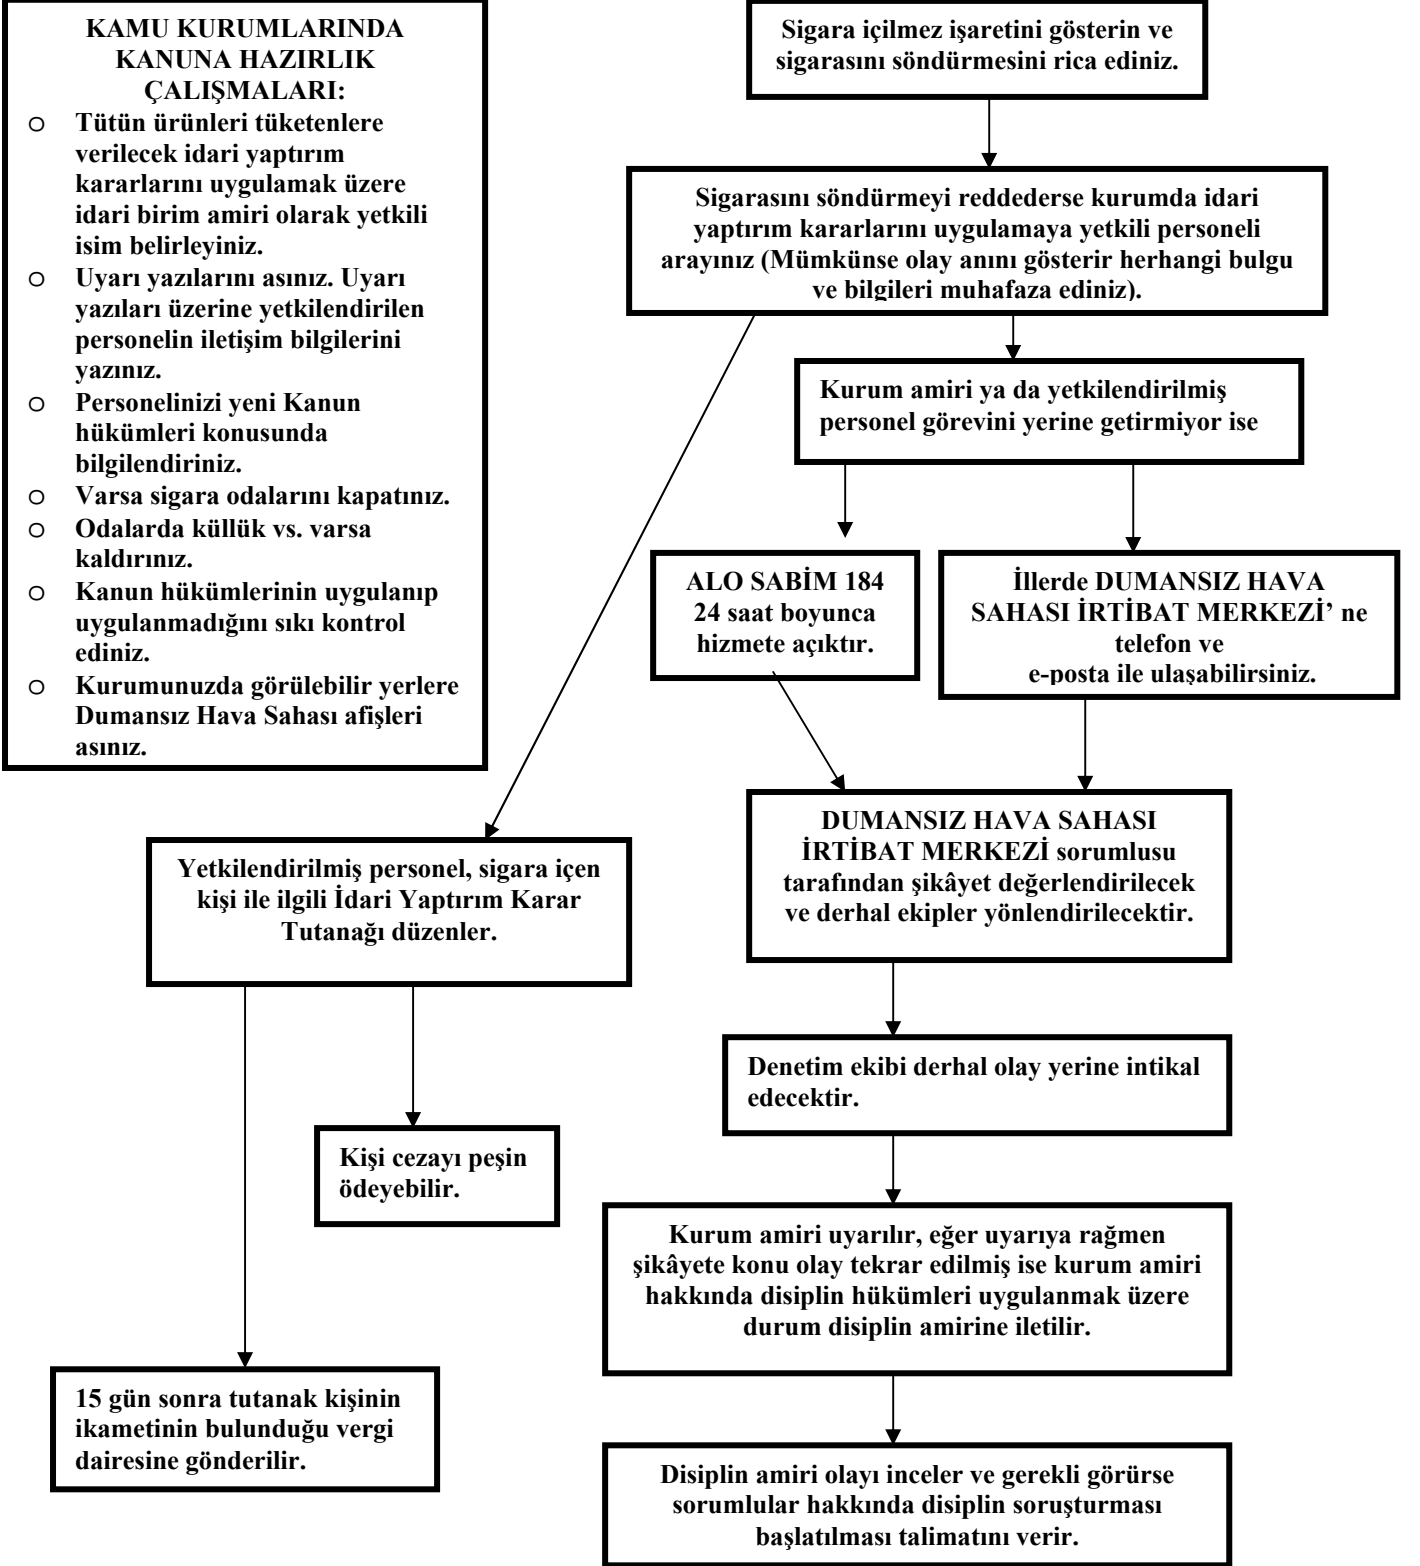 KAMU KURUMLARINDA
KANUNA HAZIRLIK
ÇALIŞMALARI:
o Tütün ürünleri tüketenlere
verilecek idari yaptırım
kararlarını uygulamak üzere
idari birim amiri olarak yetkili
isim belirleyiniz.
o Uyarı yazılarını asınız. Uyarı
yazıları üzerine yetkilendirilen
personelin iletişim bilgilerini
yazınız.
o Personelinizi yeni Kanun
hükümleri konusunda
bilgilendiriniz.
o Varsa sigara odalarını kapatınız.
o Odalarda küllük vs. varsa
kaldırınız.
o Kanun hükümlerinin uygulanıp
uygulanmadığını sıkı kontrol
ediniz.
o Kurumunuzda görülebilir yerlere
Dumansız Hava Sahası afişleri
asınız.
Sigara içilmez işaretini gösterin ve
sigarasını söndürmesini rica ediniz.
Sigarasını söndürmeyi reddederse kurumda idari
yaptırım kararlarını uygulamaya yetkili personeli
arayınız (Mümkünse olay anını gösterir herhangi bulgu
ve bilgileri muhafaza ediniz).
Kurum amiri ya da yetkilendirilmiş
personel görevini yerine getirmiyor ise
ALO SABİM 184
24 saat boyunca
hizmete açıktır.
İllerde DUMANSIZ HAVA
SAHASI İRTİBAT MERKEZİ’ ne
telefon ve
e-posta ile ulaşabilirsiniz.
DUMANSIZ HAVA SAHASI
İRTİBAT MERKEZİ sorumlusu
tarafından şikâyet değerlendirilecek
ve derhal ekipler yönlendirilecektir.
Yetkilendirilmiş personel, sigara içen
kişi ile ilgili İdari Yaptırım Karar
Tutanağı düzenler.
Denetim ekibi derhal olay yerine intikal
edecektir.
Kişi cezayı peşin
ödeyebilir.
Kurum amiri uyarılır, eğer uyarıya rağmen
şikâyete konu olay tekrar edilmiş ise kurum amiri
hakkında disiplin hükümleri uygulanmak üzere
durum disiplin amirine iletilir.
15 gün sonra tutanak kişinin
ikametinin bulunduğu vergi
dairesine gönderilir.
Disiplin amiri olayı inceler ve gerekli görürse
sorumlular hakkında disiplin soruşturması
başlatılması talimatını verir.